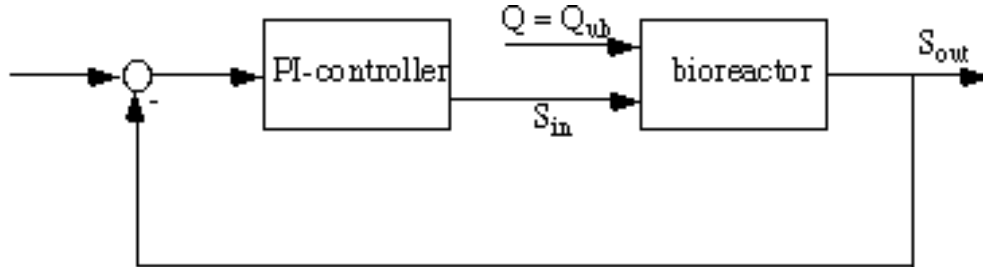 Q = Q_ub
PI-controller
bioreactor
S_out
S_in
-